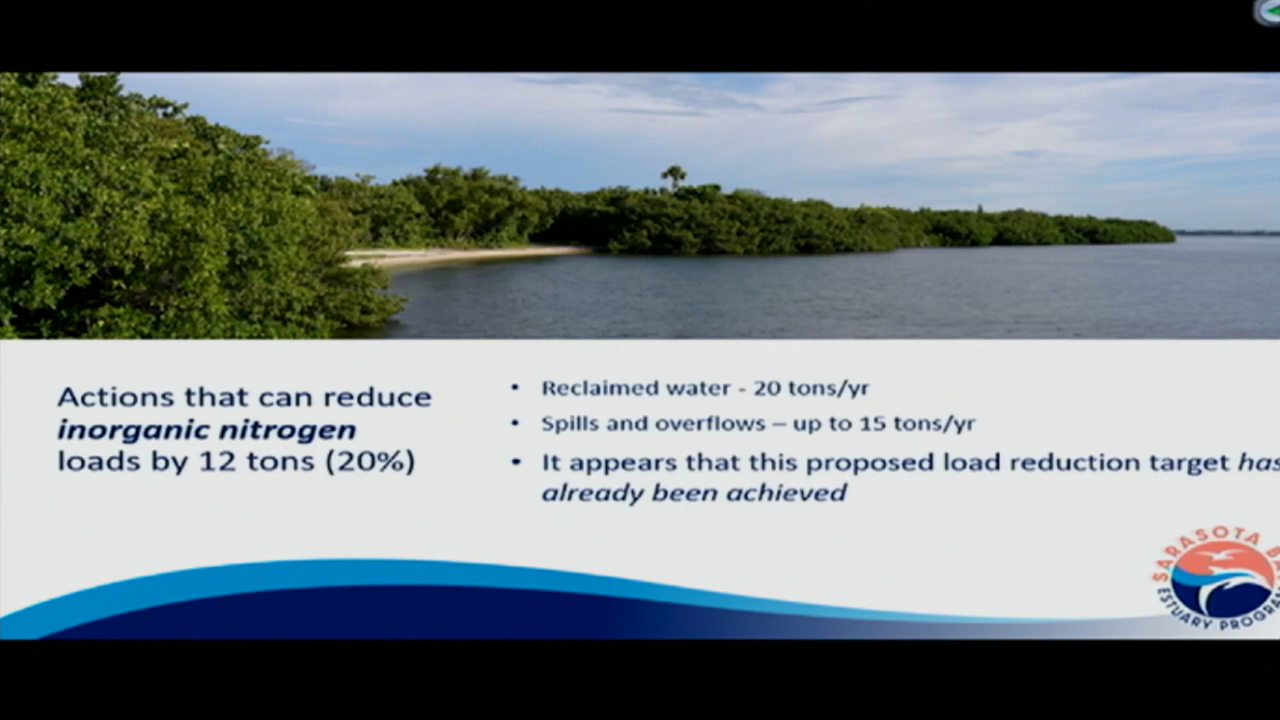 Actions that can reduce
inorganic nitrogen
loads by 12 tons (20%)
• Reclaimed water - 20 tons/yr
• Spills and overflows – up to 15 tons/yr
• It appears that this proposed load reduction target has
already been achieved
SARASOTA BA
ESTUARY PROGRAM